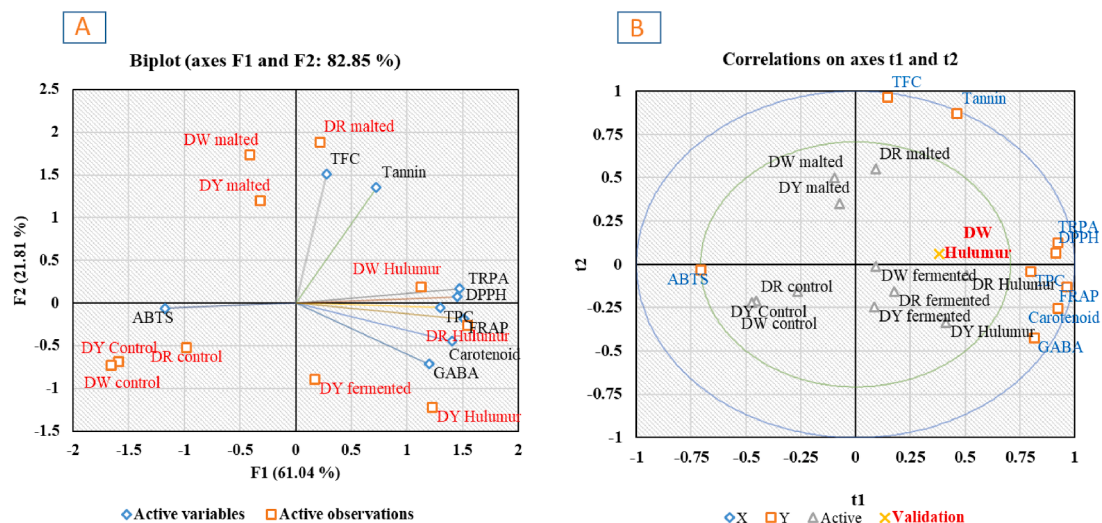 A
Biplot (axes F1 and F2: 82.85 %)
2.5
2
1.5
1
0.5
0
-0.5
-1
-1.5
F2 (21.81 %)
DR malted
DW malted
TFC
Tannin
DY malted
DW Hulumur
TRPA
DPPH
ABTS
TPC
FRAP
DR Hulumur
DY Control
DR control
Carotenoid
DW control
GABA
DY fermented
DY Hulumur
-2 -1.5 -1 -0.5 0 0.5 1 1.5 2
F1 (61.04 %)
Active variables Active observations
B
Correlations on axes t1 and t2
TFC
Tannin
1
0.75
0.5
0.25
0
-0.25
-0.5
-0.75
-1
t2
DW malted
DR malted
DY malted
DW
Hulumur
TRPA
DPPH
ABTS
DW fermented
TPC
DR Hulumur
DR control
DR fermented
FRAP
DY Control
DY fermented
Carotenoid
DW control
DY Hulumur
GABA
-1 -0.75 -0.5 -0.25 0 0.25 0.5 0.75 1
t1
X Y Active Validation